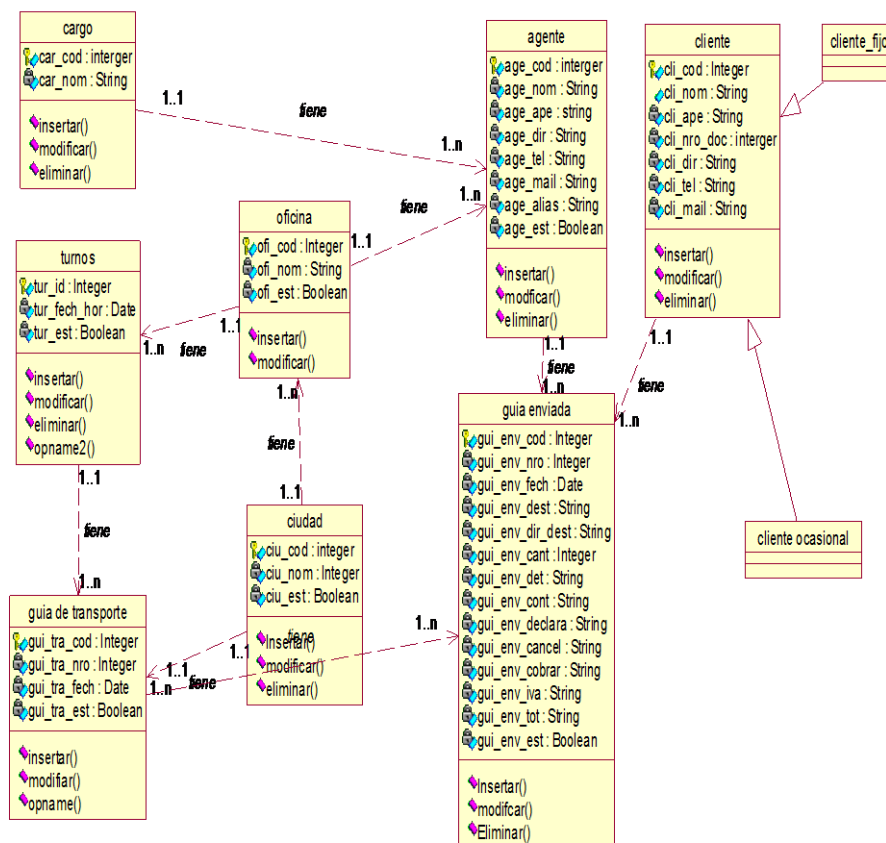 cargo
car_cod : interger
car_nom : String
insertar()
modificar()
eliminar()
1..1
tiene
1..n
agente
age_cod : interger
age_nom : String
age_ape : string
age_dir : String
age_tel : String
age_mail : String
age_alias : String
age_est : Boolean
insertar()
modficar()
eliminar()
cliente
cli_cod : Integer
cli_nom : String
cli_ape : String
cli_nro_doc : interger
cli_dir : String
cli_tel : String
cli_mail : String
insertar()
modificar()
eliminar()
cliente_fijo
oficina
ofi_cod : Integer
ofi_nom : String
ofi_est : Boolean
insertar()
modificar()
1..1
tiene
1..n
turnos
tur_id : Integer
tur_fech_hor : Date
tur_est : Boolean
insertar()
modificar()
eliminar()
opname2()
1..1
tiene
1..n
1..1
tiene
1..n
1..1
tiene
1..n
1..n
tiene
1..1
guia enviada
gui_env_cod : Integer
gui_env_nro : Integer
gui_env_fech : Date
gui_env_dest : String
gui_env_dir_dest : String
gui_env_cant : Integer
gui_env_det : String
gui_env_cont : String
gui_env_declara : String
gui_env_cancel : String
gui_env_cobrar : String
gui_env_iva : String
gui_env_tot : String
gui_env_est : Boolean
Insertar()
modifcar()
Eliminar()
cliente ocasional
1..1
tiene
1..n
ciudad
ciu_cod : integer
ciu_nom : Integer
ciu_est : Boolean
Insertar()
modificar()
eliminar()
guia de transporte
gui_tra_cod : Integer
gui_tra_nro : Integer
gui_tra_fech : Date
gui_tra_est : Boolean
insertar()
modifiar()
opname()
1..1
tiene
1..1
1..n
tiene
1..n